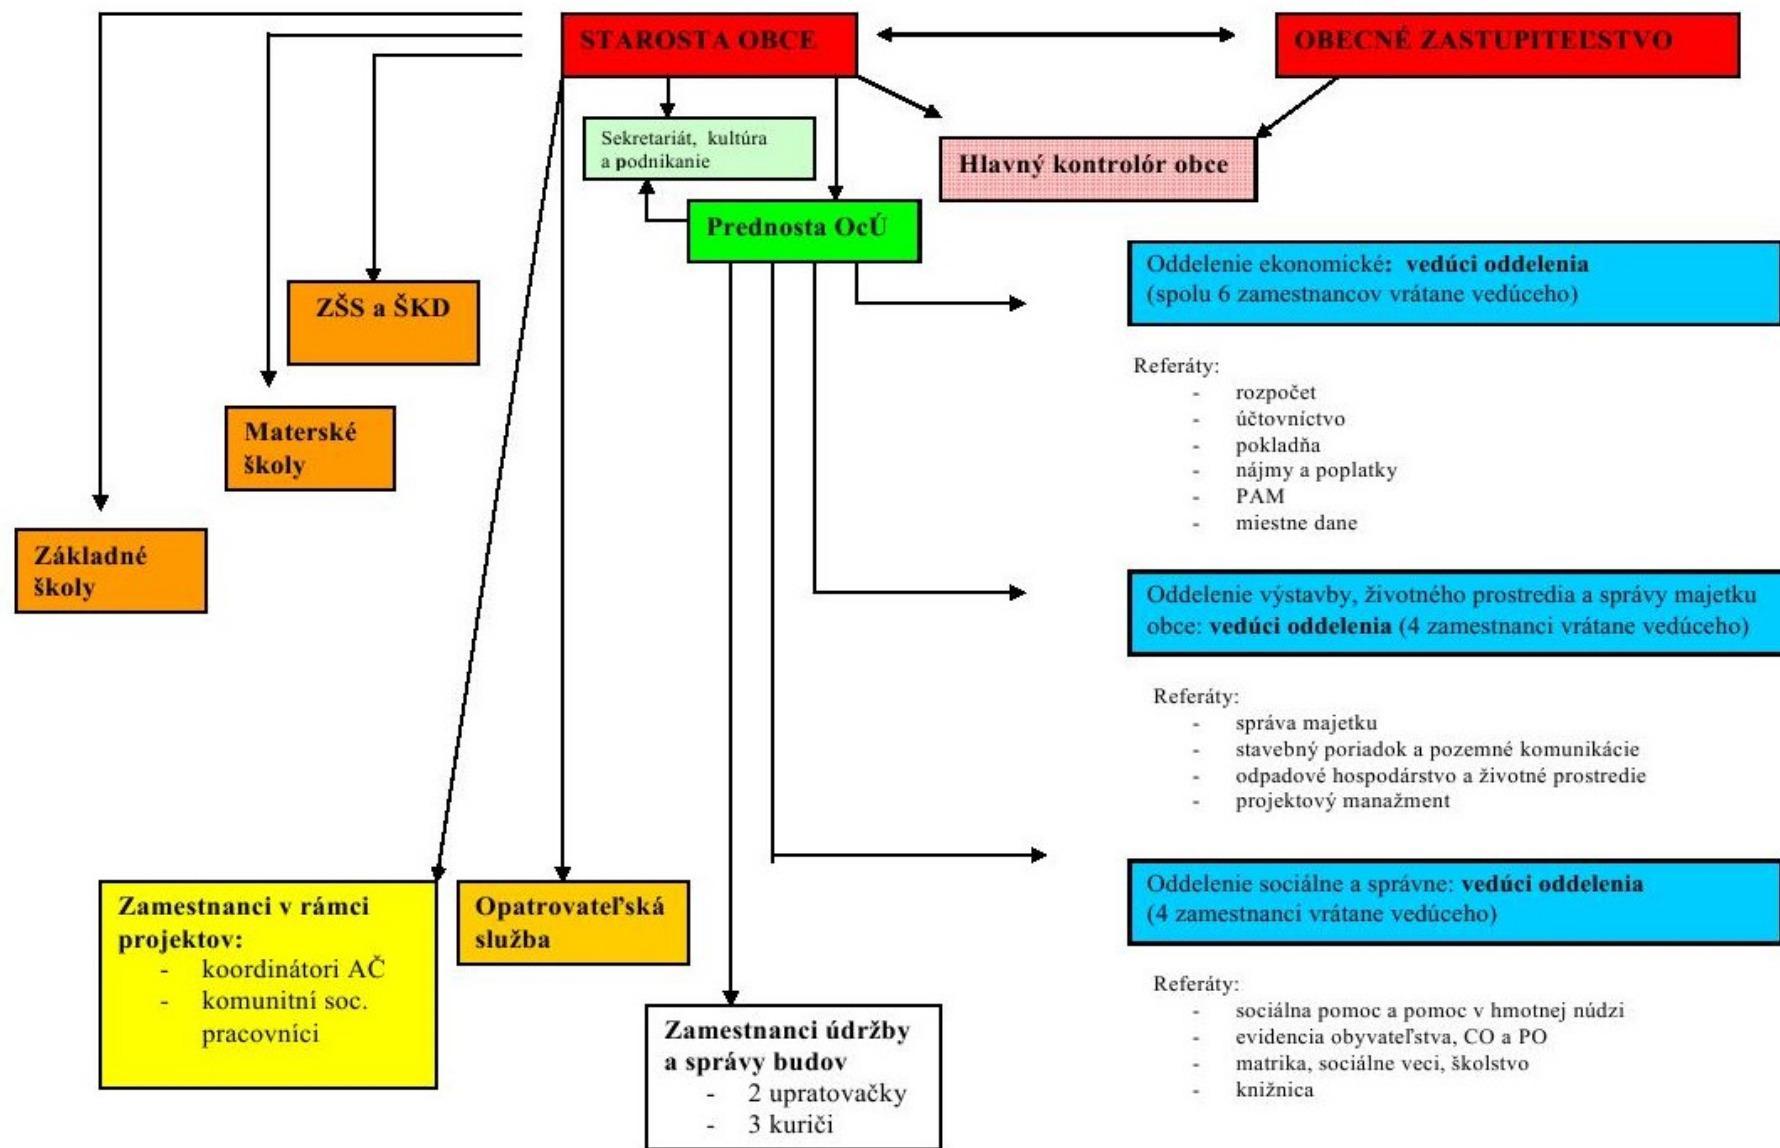 STAROSTA OBCE
OBECNÉ ZASTUPITEĽSTVO
Sekretariát, kultúra
a podnikanie
Hlavný kontrolór obce
Prednosta OcÚ
ZŠS a ŠKD
Materské
školy
Základné
školy
Oddelenie ekonomické: vedúci oddelenia
(spolu 6 zamestnancov vrátane vedúceho)
Referáty:
- rozpočet
- účtovníctvo
- pokladňa
- nájmy a poplatky
- PAM
- miestne dane
Oddelenie výstavby, životného prostredia a správy majetku
obce: vedúci oddelenia (4 zamestnanci vrátane vedúceho)
Referáty:
- správa majetku
- stavebný poriadok a pozemné komunikácie
- odpadové hospodárstvo a životné prostredie
- projektový manažment
Oddelenie sociálne a správne: vedúci oddelenia
(4 zamestnanci vrátane vedúceho)
Referáty:
- sociálna pomoc a pomoc v hmotnej núdzi
- evidencia obyvateľstva, CO a PO
- matrika, sociálne veci, školstvo
- knižnica
Zamestnanci v rámci
projektov:
- koordinátori AČ
- komunitní soc.
pracovníci
Opatrovateľská
služba
Zamestnanci údržby
a správy budov
- 2 upratovačky
- 3 kuriči